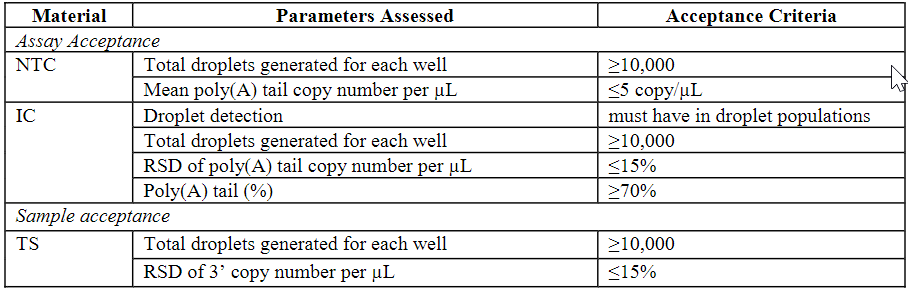 Material Parameters Assessed Acceptance Criteria
Assay Acceptance
NTC Total droplets generated for each well ≥10,000
Mean poly(A) tail copy number per µL ≤5 copy/µL
IC Droplet detection must have in droplet populations
Total droplets generated for each well ≥10,000
RSD of poly(A) tail copy number per µL ≤15%
Poly(A) tail (%) ≥70%
Sample acceptance
TS Total droplets generated for each well ≥10,000
RSD of 3’ copy number per µL ≤15%